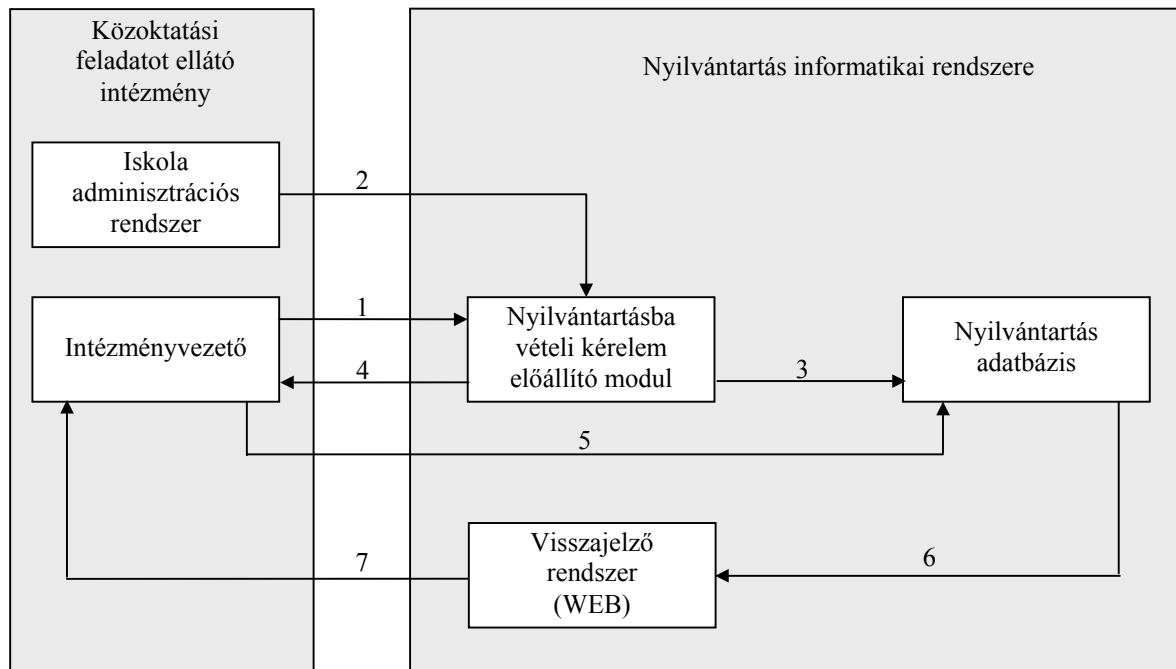 Közoktatási
feladatot ellátó
intézmény
Nyilvántartás informatikai rendszere
Iskola
adminisztrációs
rendszer
2
Intézményvezető
1
4
Nyilvántartásba
vételi kérelem
előállító modul
3
Nyilvántartás
adatbázis
5
Visszajelző
rendszer
(WEB)
7
6